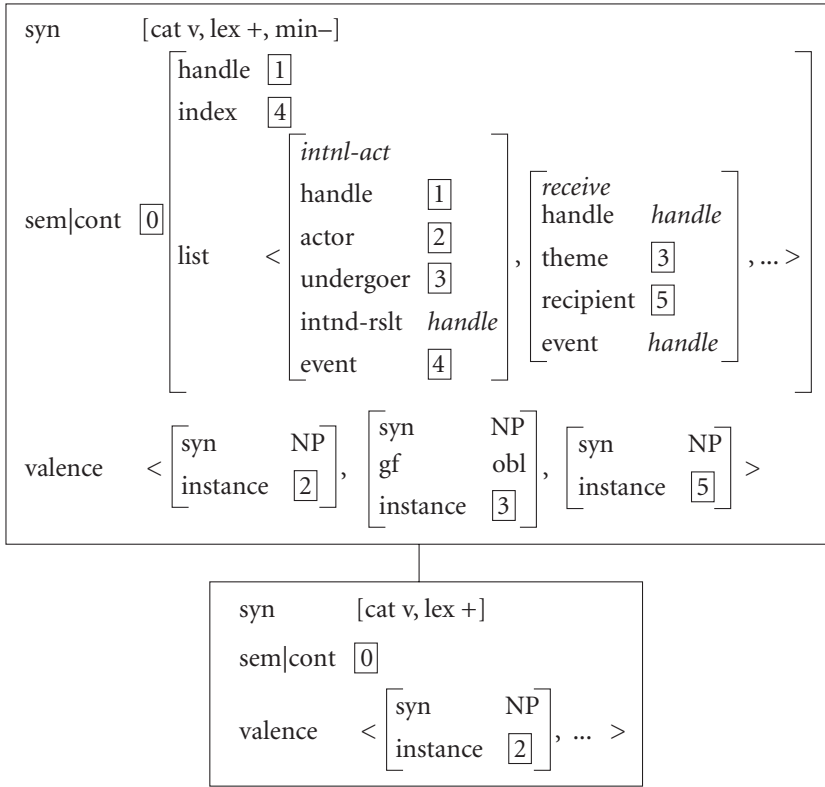 syn [cat v, lex +, min–]
handle 1
index 4
sem|cont 0
list < intnl-act
handle 1
actor 2
undergoer 3
intnd-rslt handle
event 4
, receive
handle handle
theme 3
recipient 5
event handle
, ... >
valence < syn NP
instance 2
, syn NP
gf obl
instance 3
, syn NP
instance 5
>
syn [cat v, lex +]
sem|cont 0
valence < syn NP
instance 2
, ... >